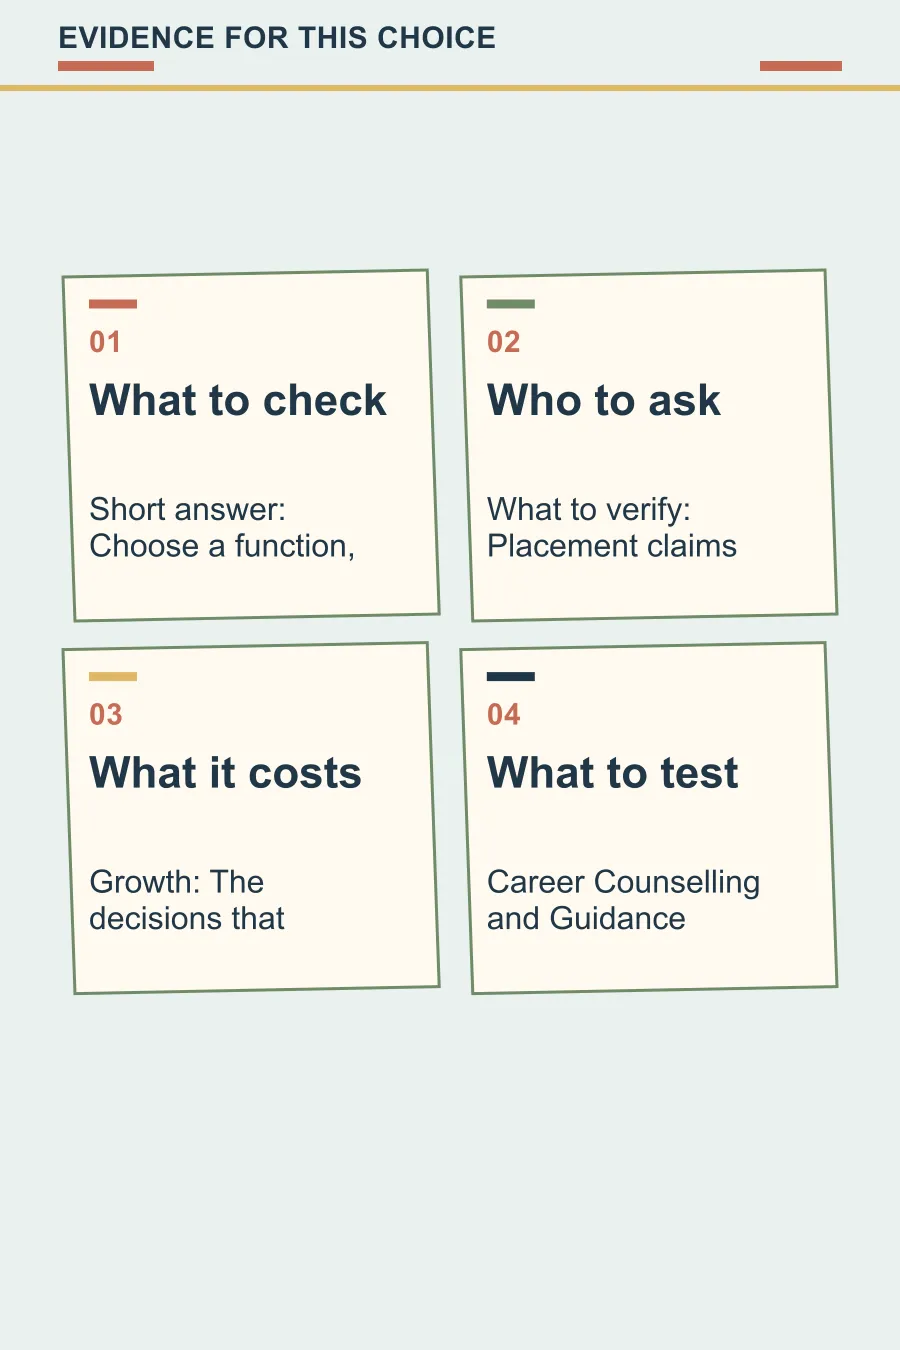 EVIDENCE FOR THIS CHOICE
01
What to check
Short answer:
Choose a function,
02
Who to ask
What to verify:
Placement claims
03
What it costs
Growth: The
decisions that
04
What to test
Career Counselling
and Guidance